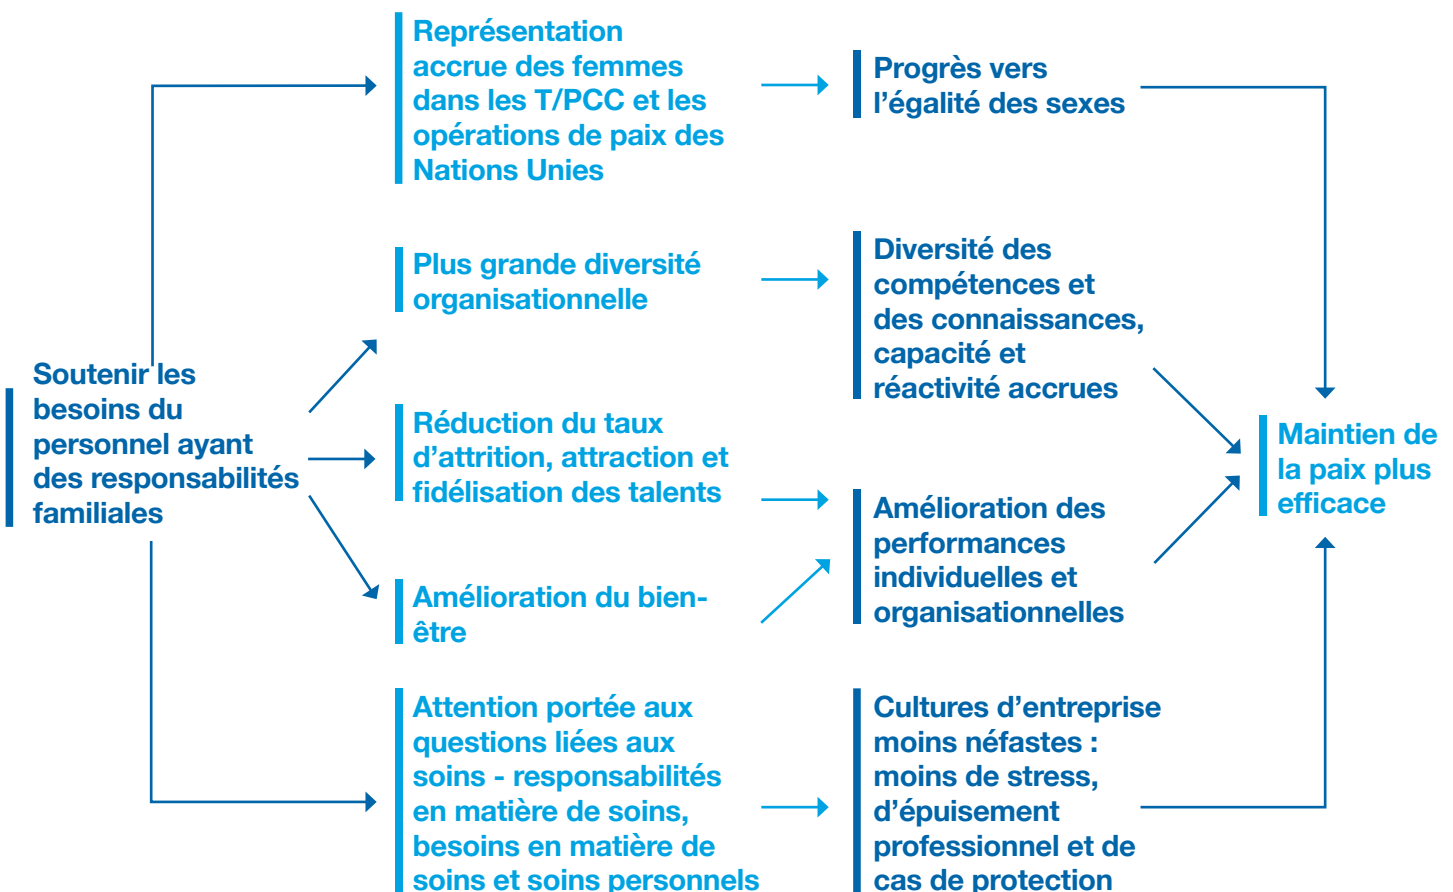 Soutenir les
besoins du
personnel ayant
des responsabilités
familiales
Représentation
accrue des femmes
dans les T/PCC et les
opérations de paix des
Nations Unies
Plus grande diversité
organisationnelle
Réduction du taux
d’attrition, attraction et
fidélisation des talents
Amélioration du bien-
être
Attention portée aux
questions liées aux
soins - responsabilités
en matière de soins,
besoins en matière de
soins et soins personnels
Progrès vers
l’égalité des sexes
Diversité des
compétences et
des connaissances,
capacité et
réactivité accrues
Amélioration des
performances
individuelles et
organisationnelles
Cultures d’entreprise
moins néfastes :
moins de stress,
d’épuisement
professionnel et de
cas de protection
Maintien de
la paix plus
efficace